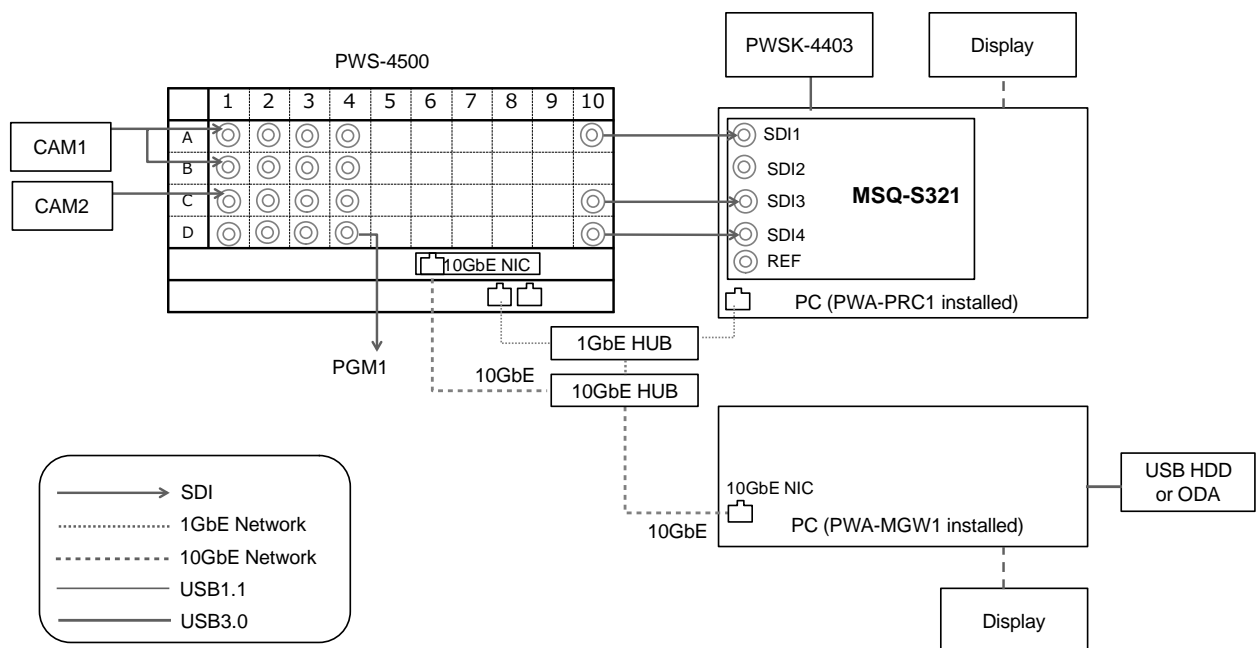 PWS-4500
PWSK-4403
Display
1 2 3 4 5 6 7 8 9 10
CAM1
A
SDI1
B
SDI2
CAM2
C
SDI3
MSQ-S321
D
SDI4
REF
10GbE NIC
PC (PWA-PRC1 installed)
1GbE HUB
PGM1
10GbE
10GbE HUB
SDI
1GbE Network
10GbE Network
USB1.1
USB3.0
10GbE NIC
10GbE
PC (PWA-MGW1 installed)
USB HDD
or ODA
Display